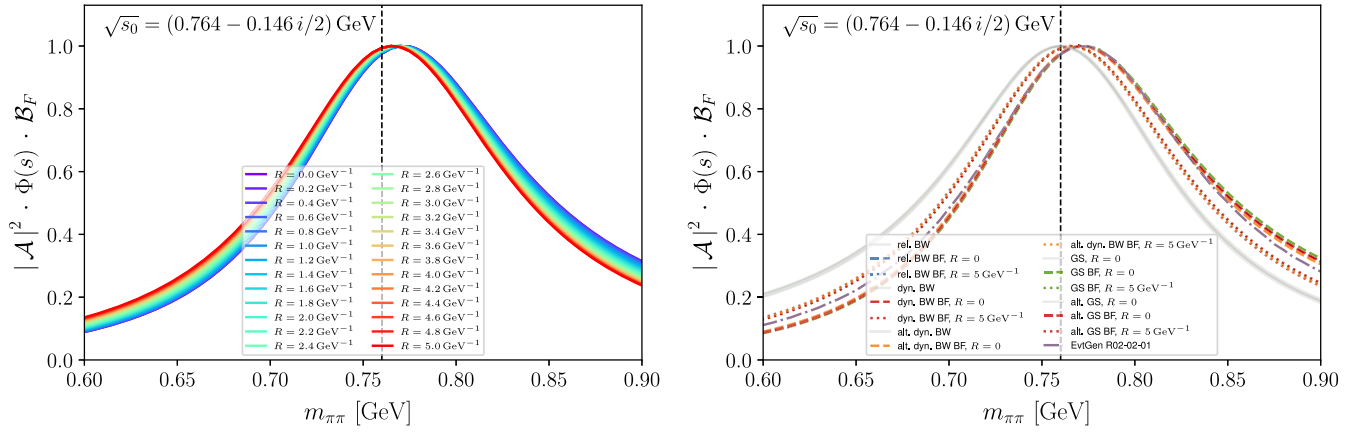 √s₀ = (0.764 − 0.146 i/2) GeV
|𝒜|² · Φ(s) · ℬ_F
1.0
0.8
0.6
0.4
0.2
0.0
R = 0.0 GeV⁻¹
R = 0.2 GeV⁻¹
R = 0.4 GeV⁻¹
R = 0.6 GeV⁻¹
R = 0.8 GeV⁻¹
R = 1.0 GeV⁻¹
R = 1.2 GeV⁻¹
R = 1.4 GeV⁻¹
R = 1.6 GeV⁻¹
R = 1.8 GeV⁻¹
R = 2.0 GeV⁻¹
R = 2.2 GeV⁻¹
R = 2.4 GeV⁻¹
R = 2.6 GeV⁻¹
R = 2.8 GeV⁻¹
R = 3.0 GeV⁻¹
R = 3.2 GeV⁻¹
R = 3.4 GeV⁻¹
R = 3.6 GeV⁻¹
R = 3.8 GeV⁻¹
R = 4.0 GeV⁻¹
R = 4.2 GeV⁻¹
R = 4.4 GeV⁻¹
R = 4.6 GeV⁻¹
R = 4.8 GeV⁻¹
R = 5.0 GeV⁻¹
0.60 0.65 0.70 0.75 0.80 0.85 0.90
m_ππ [GeV]
√s₀ = (0.764 − 0.146 i/2) GeV
|𝒜|² · Φ(s) · ℬ_F
1.0
0.8
0.6
0.4
0.2
0.0
rel. BW
rel. BW BF, R = 0
rel. BW BF, R = 5 GeV⁻¹
dyn. BW
dyn. BW BF, R = 0
dyn. BW BF, R = 5 GeV⁻¹
alt. dyn. BW
alt. dyn. BW BF, R = 0
alt. dyn. BW BF, R = 5 GeV⁻¹
GS, R = 0
GS BF, R = 0
GS BF, R = 5 GeV⁻¹
alt. GS, R = 0
alt. GS BF, R = 0
alt. GS BF, R = 5 GeV⁻¹
EvtGen R02-02-01
0.60 0.65 0.70 0.75 0.80 0.85 0.90
m_ππ [GeV]